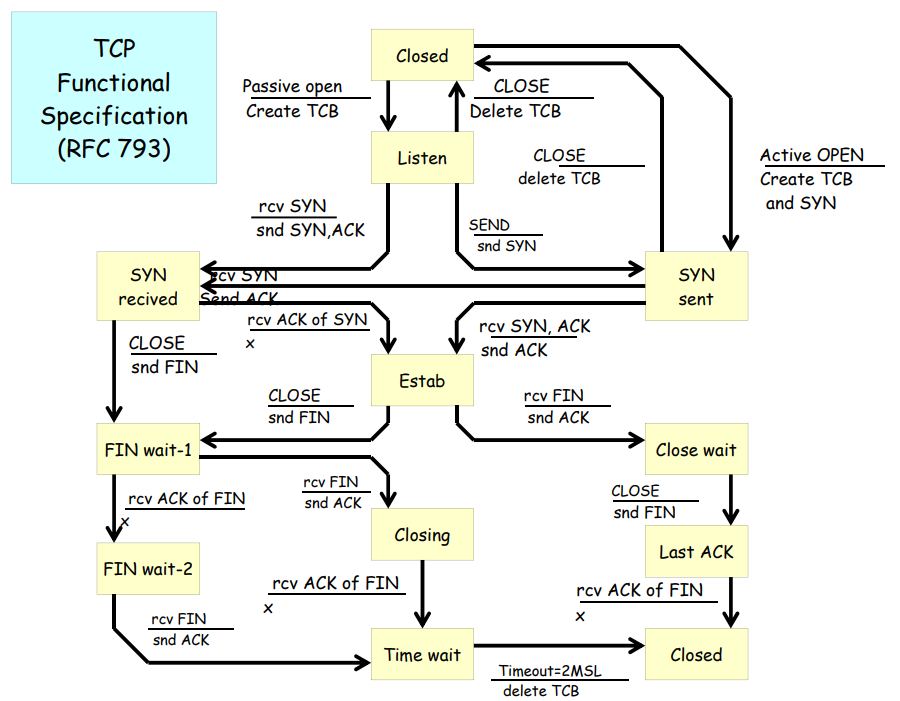 TCP
Functional
Specification
(RFC 793)
Closed
Passive open
Create TCB
CLOSE
Delete TCB
Listen
CLOSE
delete TCB
Active OPEN
Create TCB
and SYN
rcv SYN
snd SYN,ACK
SEND
snd SYN
SYN
recived
rcv SYN
Send ACK
SYN
sent
rcv ACK of SYN
x
rcv SYN, ACK
snd ACK
CLOSE
snd FIN
Estab
CLOSE
snd FIN
rcv FIN
snd ACK
FIN wait-1
Close wait
rcv FIN
snd ACK
CLOSE
snd FIN
rcv ACK of FIN
x
Closing
Last ACK
FIN wait-2
rcv ACK of FIN
x
rcv ACK of FIN
x
rcv FIN
snd ACK
Time wait
Closed
Timeout=2MSL
delete TCB